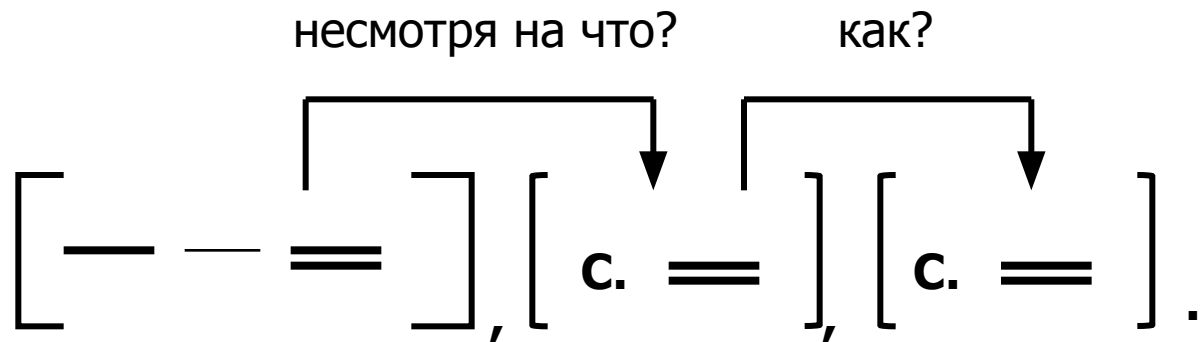 несмотря на что? как?
, с. , с. .